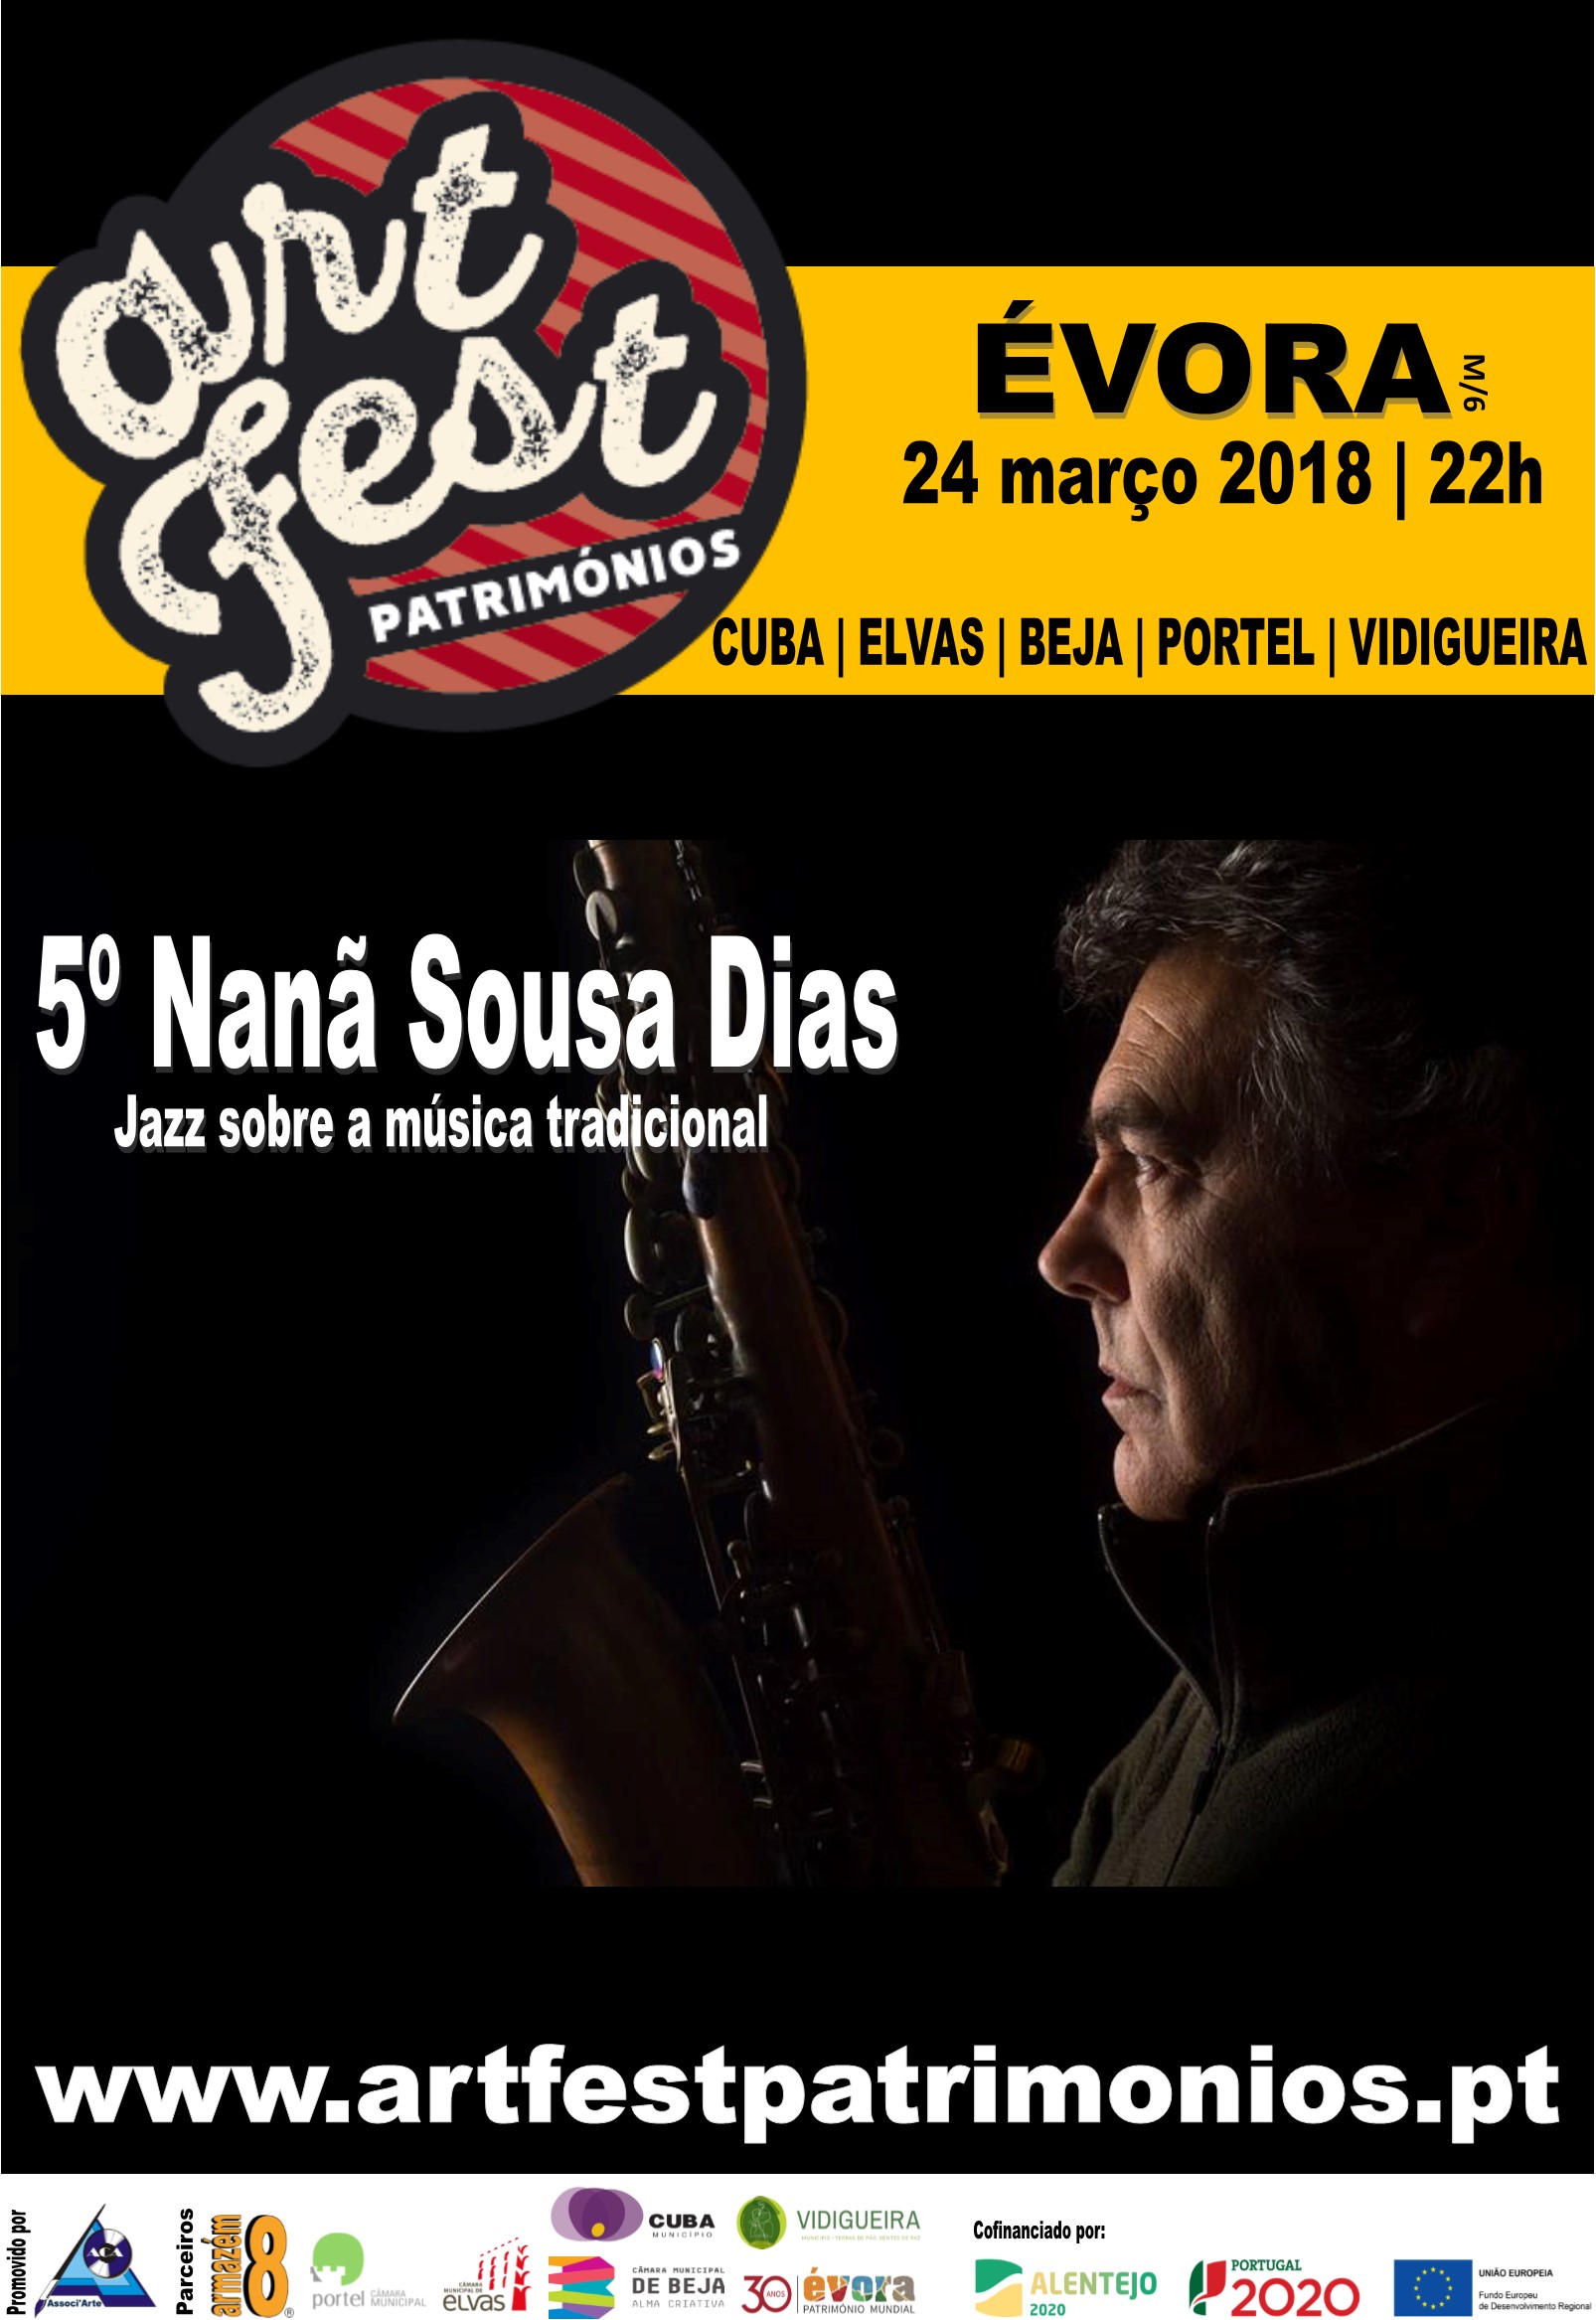 art
fest
PATRIMÓNIOS
ÉVORA
M/6
24 março 2018 | 22h
CUBA | ELVAS | BEJA | PORTEL | VIDIGUEIRA
5º Nanã Sousa Dias
Jazz sobre a música tradicional
www.artfestpatrimonios.pt
Promovido por
ACA
Associ'Arte
Parceiros
armazém
8
®
portel
CÂMARA
MUNICIPAL
CÂMARA
MUNICIPAL DE
elvas
CUBA
MUNICÍPIO
VIDIGUEIRA
CÂMARA MUNICIPAL
DE BEJA
ALMA CRIATIVA
30 ANOS
évora
PATRIMÓNIO MUNDIAL
Cofinanciado por:
ALENTEJO
2020
PORTUGAL
2020
UNIÃO EUROPEIA
Fundo Europeu
de Desenvolvimento Regional